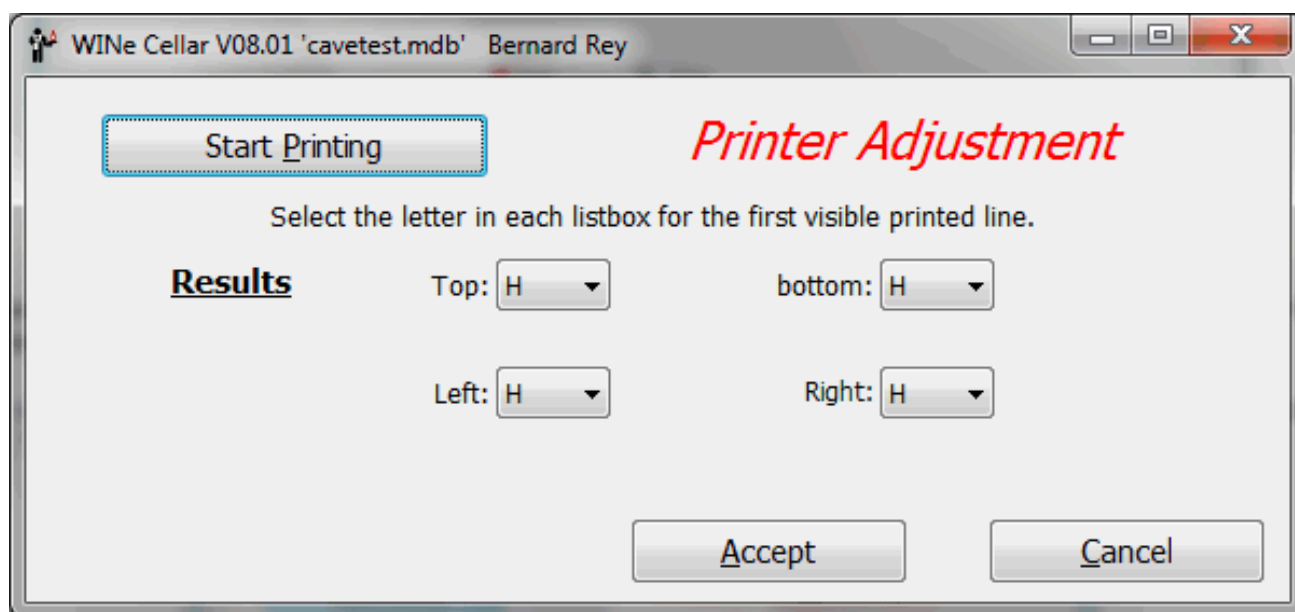 WINe Cellar V08.01 'cavetest.mdb' Bernard Rey
Start Printing
Printer Adjustment
Select the letter in each listbox for the first visible printed line.
Results
Top: H
bottom: H
Left: H
Right: H
Accept
Cancel